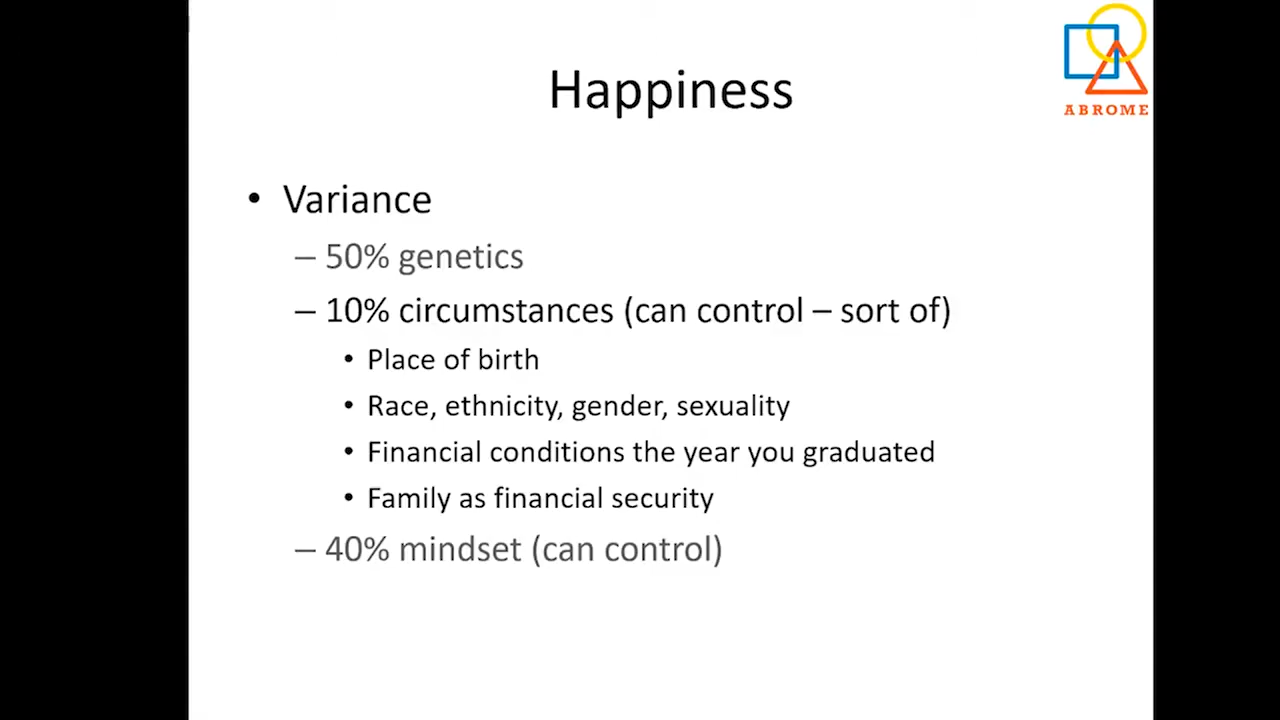 ABROME
Happiness
• Variance
– 50% genetics
– 10% circumstances (can control – sort of)
• Place of birth
• Race, ethnicity, gender, sexuality
• Financial conditions the year you graduated
• Family as financial security
– 40% mindset (can control)